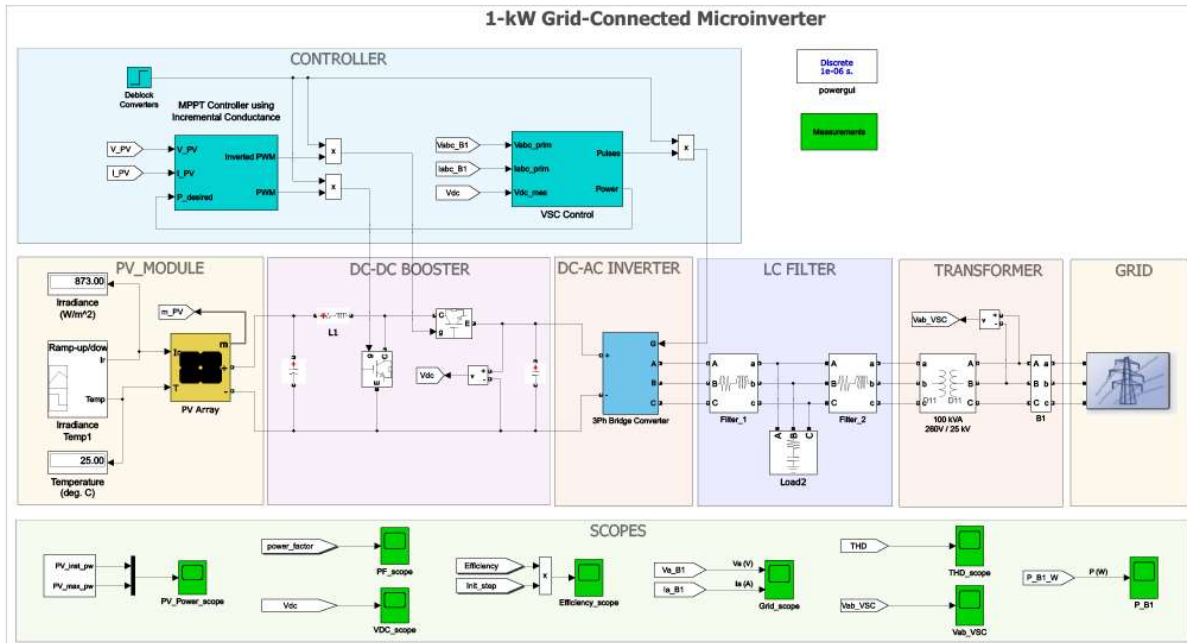 1-kW Grid-Connected Microinverter
CONTROLLER
Deblock
Converters
MPPT Controller using
Incremental Conductance
V_PV
I_PV
V_PV
I_PV
P_desired
Inverted PWM
PWM
x
x
Vabc_B1
Iabc_B1
Vdc
Vabc_prim
Iabc_prim
Vdc_mes
Pulses
Power
VSC Control
x
Discrete
1e-06 s.
powergui
Measurements
PV_MODULE
873.00
Irradiance
(W/m^2)
m_PV
Ramp-up/dow
Ir
Temp
Irradiance
Temp1
Ir
T
m
+
-
PV Array
25.00
Temperature
(deg. C)
DC-DC BOOSTER
L1
C
E
g
g
C
E
Vdc
v
+
-
DC-AC INVERTER
G
+
-
A
B
C
3Ph Bridge Converter
LC FILTER
A
B
C
a
b
c
Filter_1
A
B
C
Load2
A
B
C
a
b
c
Filter_2
TRANSFORMER
Vab_VSC
v
+
-
a
b
c
A
B
C
D11
D11
100 kVA
260V / 25 kV
A
B
C
a
b
c
B1
GRID
SCOPES
PV_inst_pw
PV_max_pw
PV_Power_scope
power_factor
PF_scope
Vdc
VDC_scope
Efficiency
Init_step
x
Efficiency_scope
Va_B1
Ia_B1
Va (V)
Ia (A)
Grid_scope
THD
THD_scope
Vab_VSC
Vab_VSC
P_B1_W
P (W)
P_B1